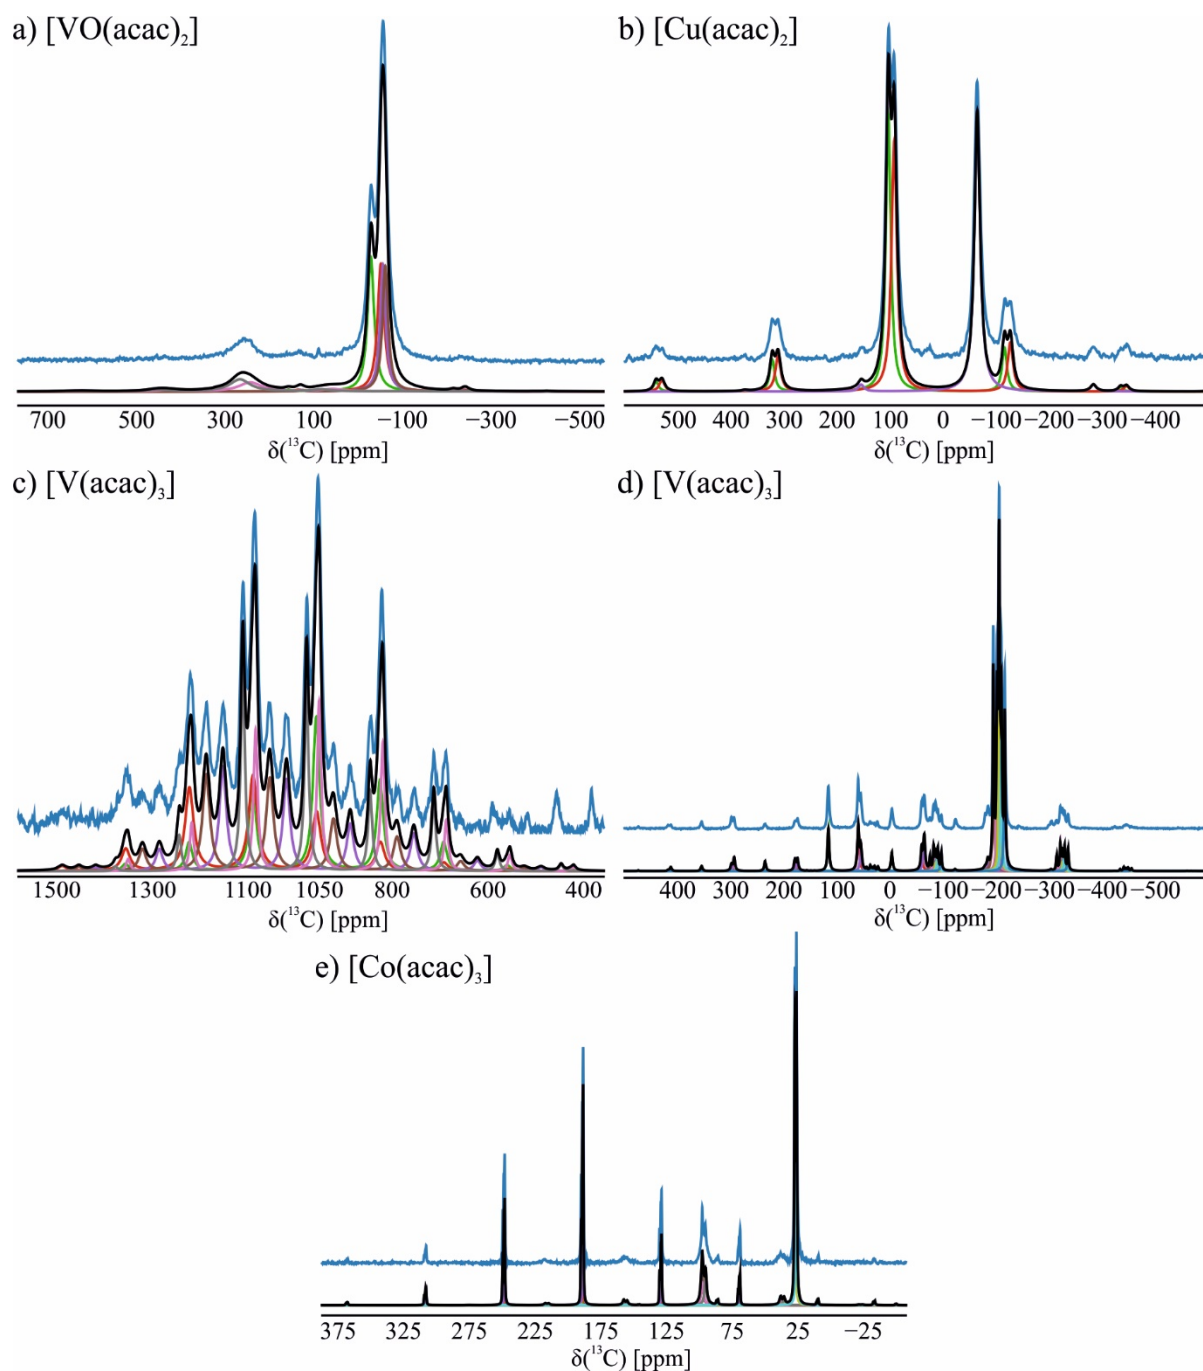 a) [VO(acac)₂]
b) [Cu(acac)₂]
700 500 300 100 −100 −300 −500
δ(¹³C) [ppm]
500 400 300 200 100 0 −100 −200 −300 −400
δ(¹³C) [ppm]
c) [V(acac)₃]
d) [V(acac)₃]
1500 1300 1100 1050 800 600 400
δ(¹³C) [ppm]
400 300 200 100 0 −100 −200 −300 −400 −500
δ(¹³C) [ppm]
e) [Co(acac)₃]
375 325 275 225 175 125 75 25 −25
δ(¹³C) [ppm]